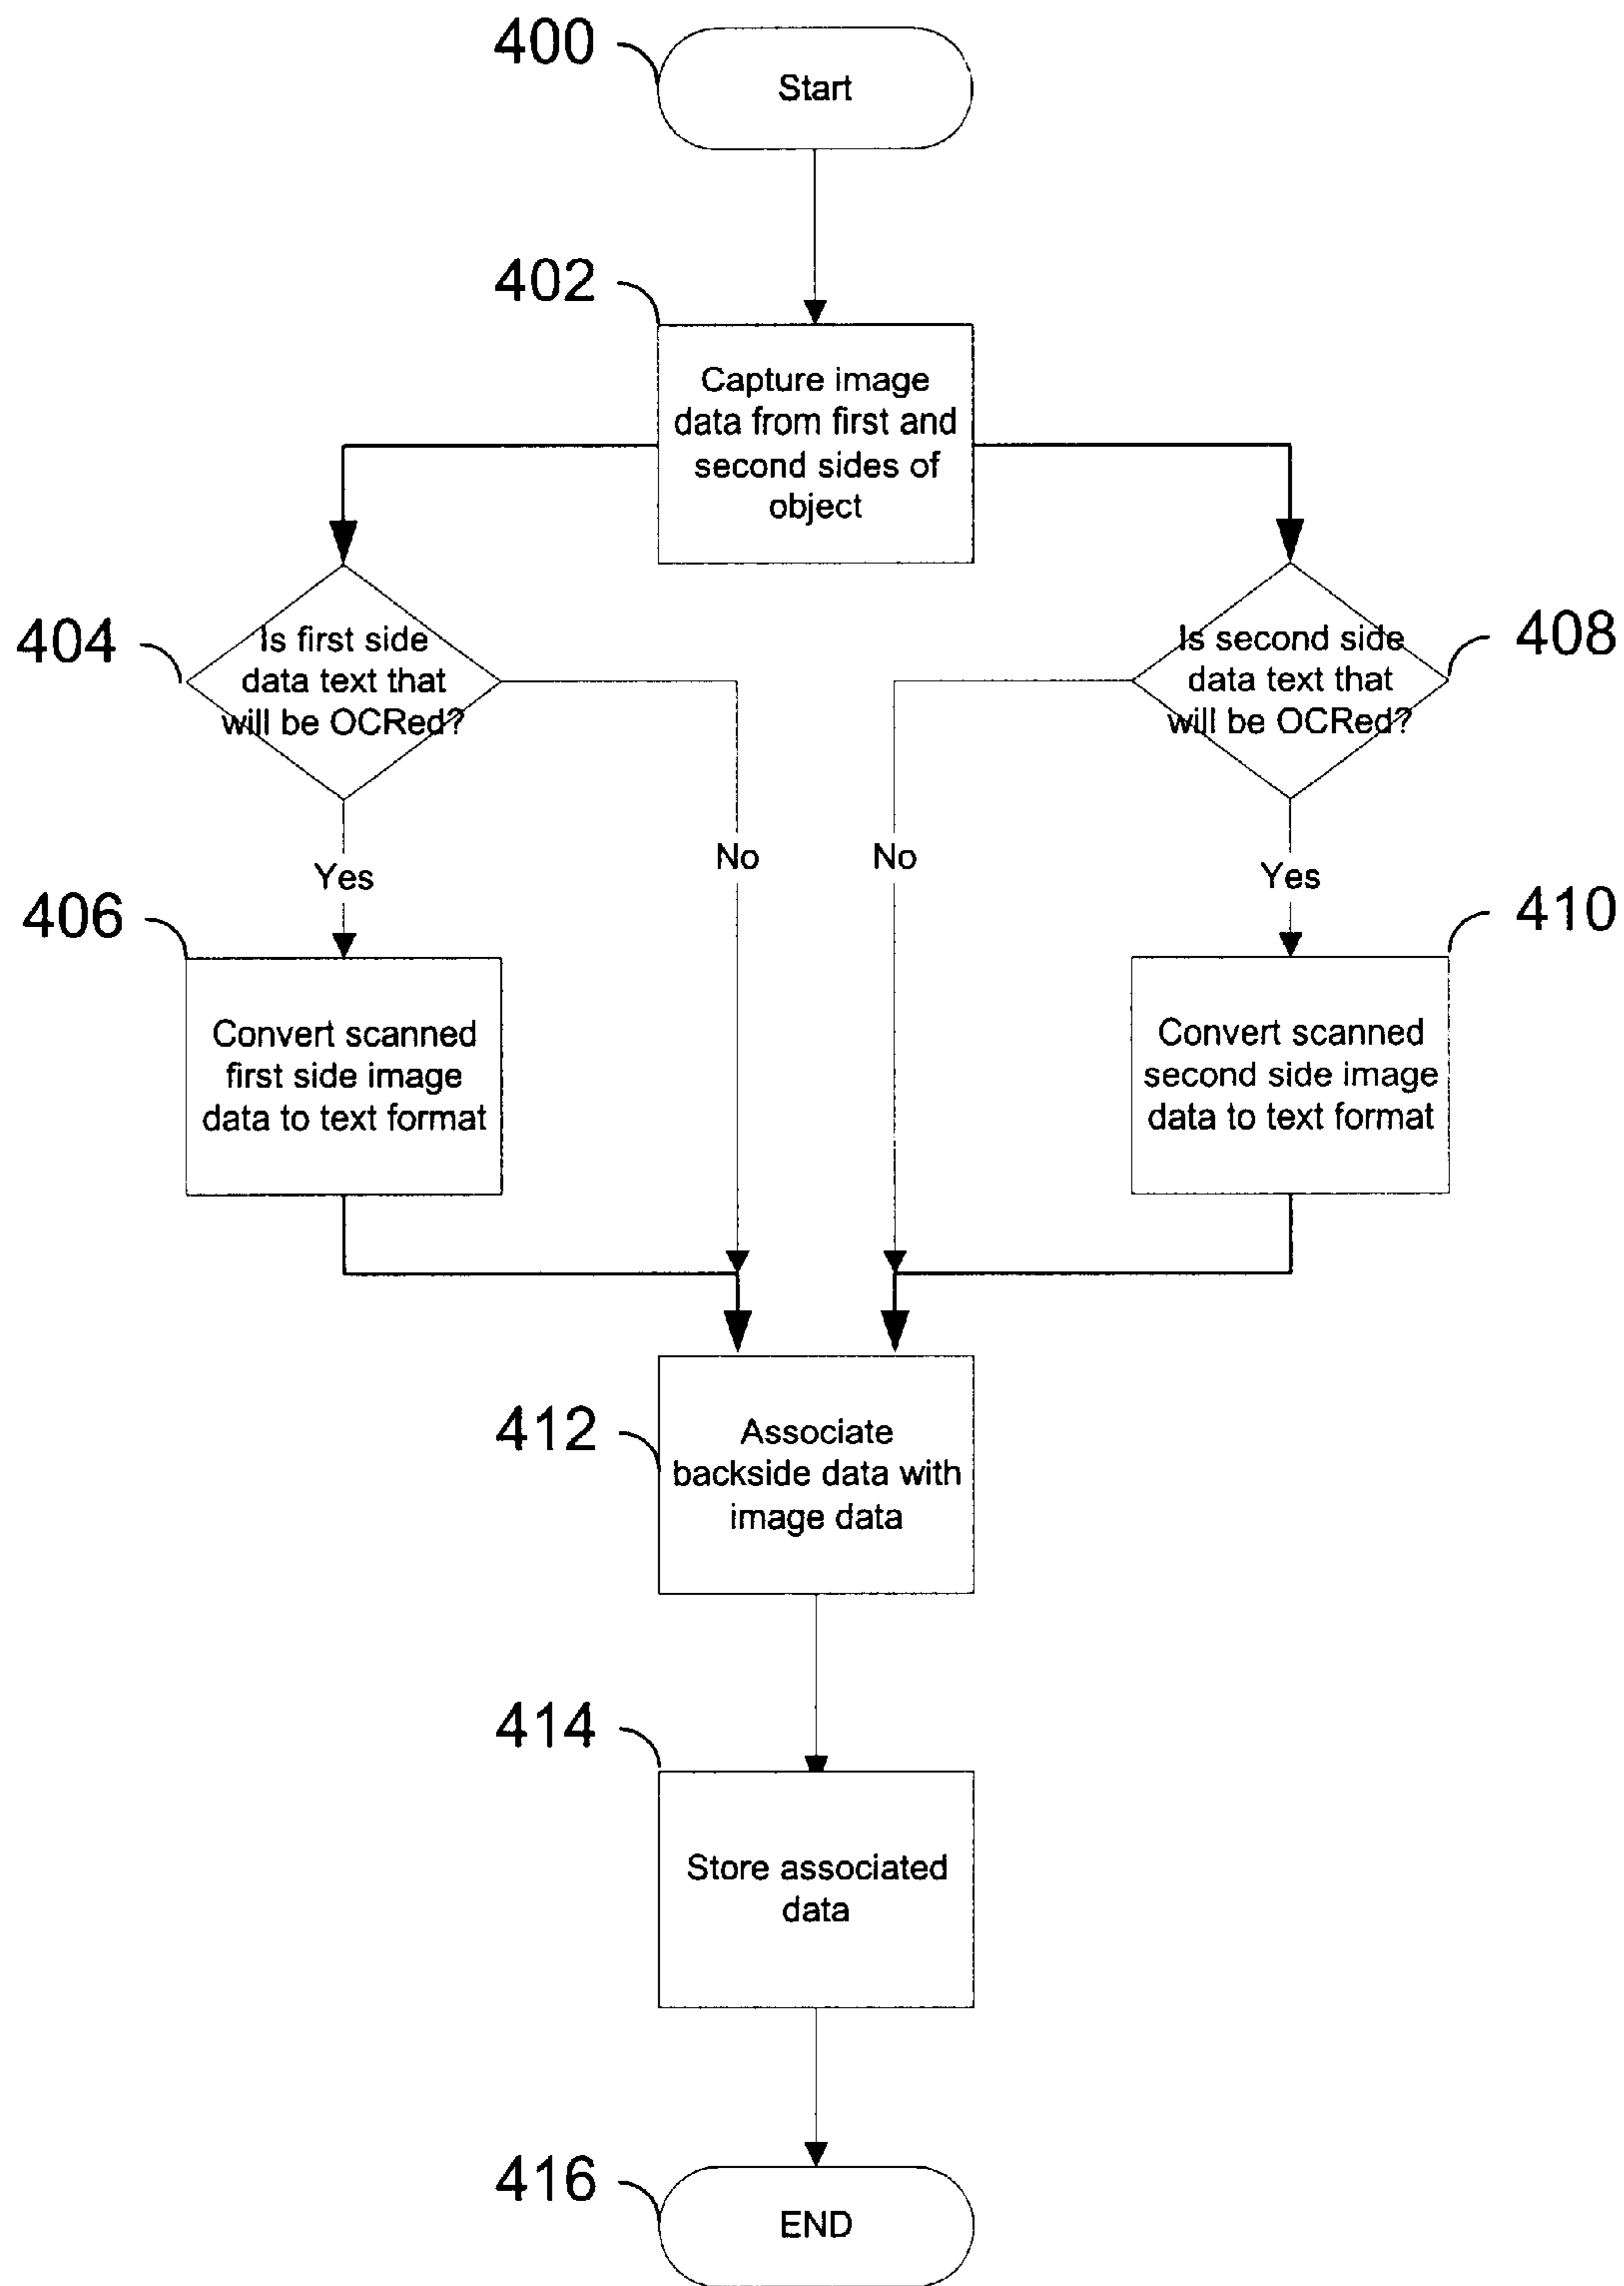 400
Start
402
Capture image
data from first and
second sides of
object
404
Is first side
data text that
will be OCRed?
Is second side
data text that
will be OCRed?
408
No
No
Yes
Yes
406
Convert scanned
first side image
data to text format
Convert scanned
second side image
data to text format
410
412
Associate
backside data with
image data
414
Store associated
data
416
END